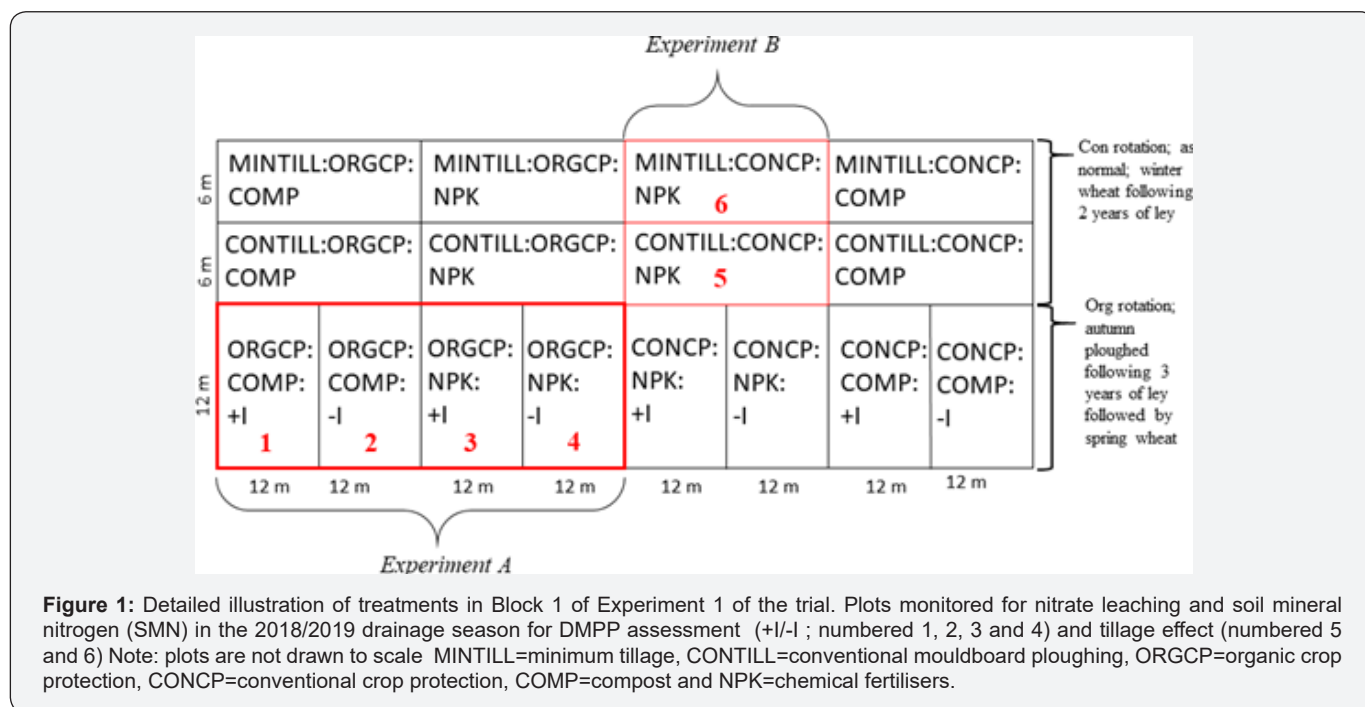 Experiment B
MINTILL:ORGCP: MINTILL:ORGCP: MINTILL:CONCP: MINTILL:CONCP:
COMP NPK NPK 6 COMP
6 m
CONTILL:ORGCP: CONTILL:ORGCP: CONTILL:CONCP: CONTILL:CONCP:
COMP NPK NPK 5 COMP
6 m
Con rotation; as
normal; winter
wheat following
2 years of ley
ORGCP: ORGCP: ORGCP: ORGCP: CONCP: CONCP: CONCP: CONCP:
COMP: COMP: NPK: NPK: NPK: NPK: COMP: COMP:
+I -I +I -I +I -I +I -I
1 2 3 4
12 m
Org rotation;
autumn
ploughed
following 3
years of ley
followed by
spring wheat
12 m 12 m 12 m 12 m 12 m 12 m 12 m 12 m
Experiment A
Figure 1: Detailed illustration of treatments in Block 1 of Experiment 1 of the trial. Plots monitored for nitrate leaching and soil mineral
nitrogen (SMN) in the 2018/2019 drainage season for DMPP assessment (+I/-I ; numbered 1, 2, 3 and 4) and tillage effect (numbered 5
and 6) Note: plots are not drawn to scale MINTILL=minimum tillage, CONTILL=conventional mouldboard ploughing, ORGCP=organic crop
protection, CONCP=conventional crop protection, COMP=compost and NPK=chemical fertilisers.